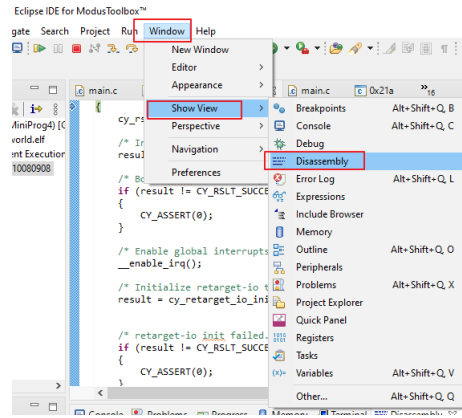 Eclipse IDE for ModusToolbox™
gate Search Project Run Window Help
New Window
Editor
Appearance
Show View
Perspective
Navigation
Preferences
main.c
main.c
0x21a
»16
Breakpoints Alt+Shift+Q, B
Console Alt+Shift+Q, C
Debug
Disassembly
Error Log Alt+Shift+Q, L
Expressions
Include Browser
Memory
Outline Alt+Shift+Q, O
Peripherals
Problems Alt+Shift+Q, X
Project Explorer
Quick Panel
Registers
Tasks
Variables Alt+Shift+Q, V
Other... Alt+Shift+Q, Q
MiniProg4) [C
world.elf
ent Execution
10080908
{
cy_rs
/* In
resul
/* Bo
if (result != CY_RSLT_SUCCE
{
CY_ASSERT(0);
}
/* Enable global interrupts
__enable_irq();
/* Initialize retarget-io t
result = cy_retarget_io_ini
/* retarget-io init failed.
if (result != CY_RSLT_SUCCE
{
CY_ASSERT(0);
}
Console Problems Progress Memory Terminal Disassembly